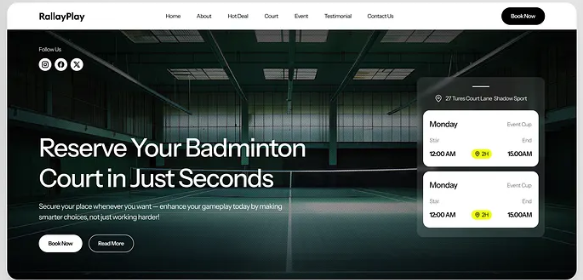 RallayPlay
Home About Hot Deal Court Event Testimonial Contact Us
Book Now
Follow Us
27 Tures Court Lane Shadow Sport
Monday Event Cup
Star End
12:00 AM 2H 15:00AM
Monday Event Cup
Star End
12:00 AM 2H 15:00AM
Reserve Your Badminton
Court in Just Seconds
Secure your place whenever you want — enhance your gameplay today by making
smarter choices, not just working harder!
Book Now Read More